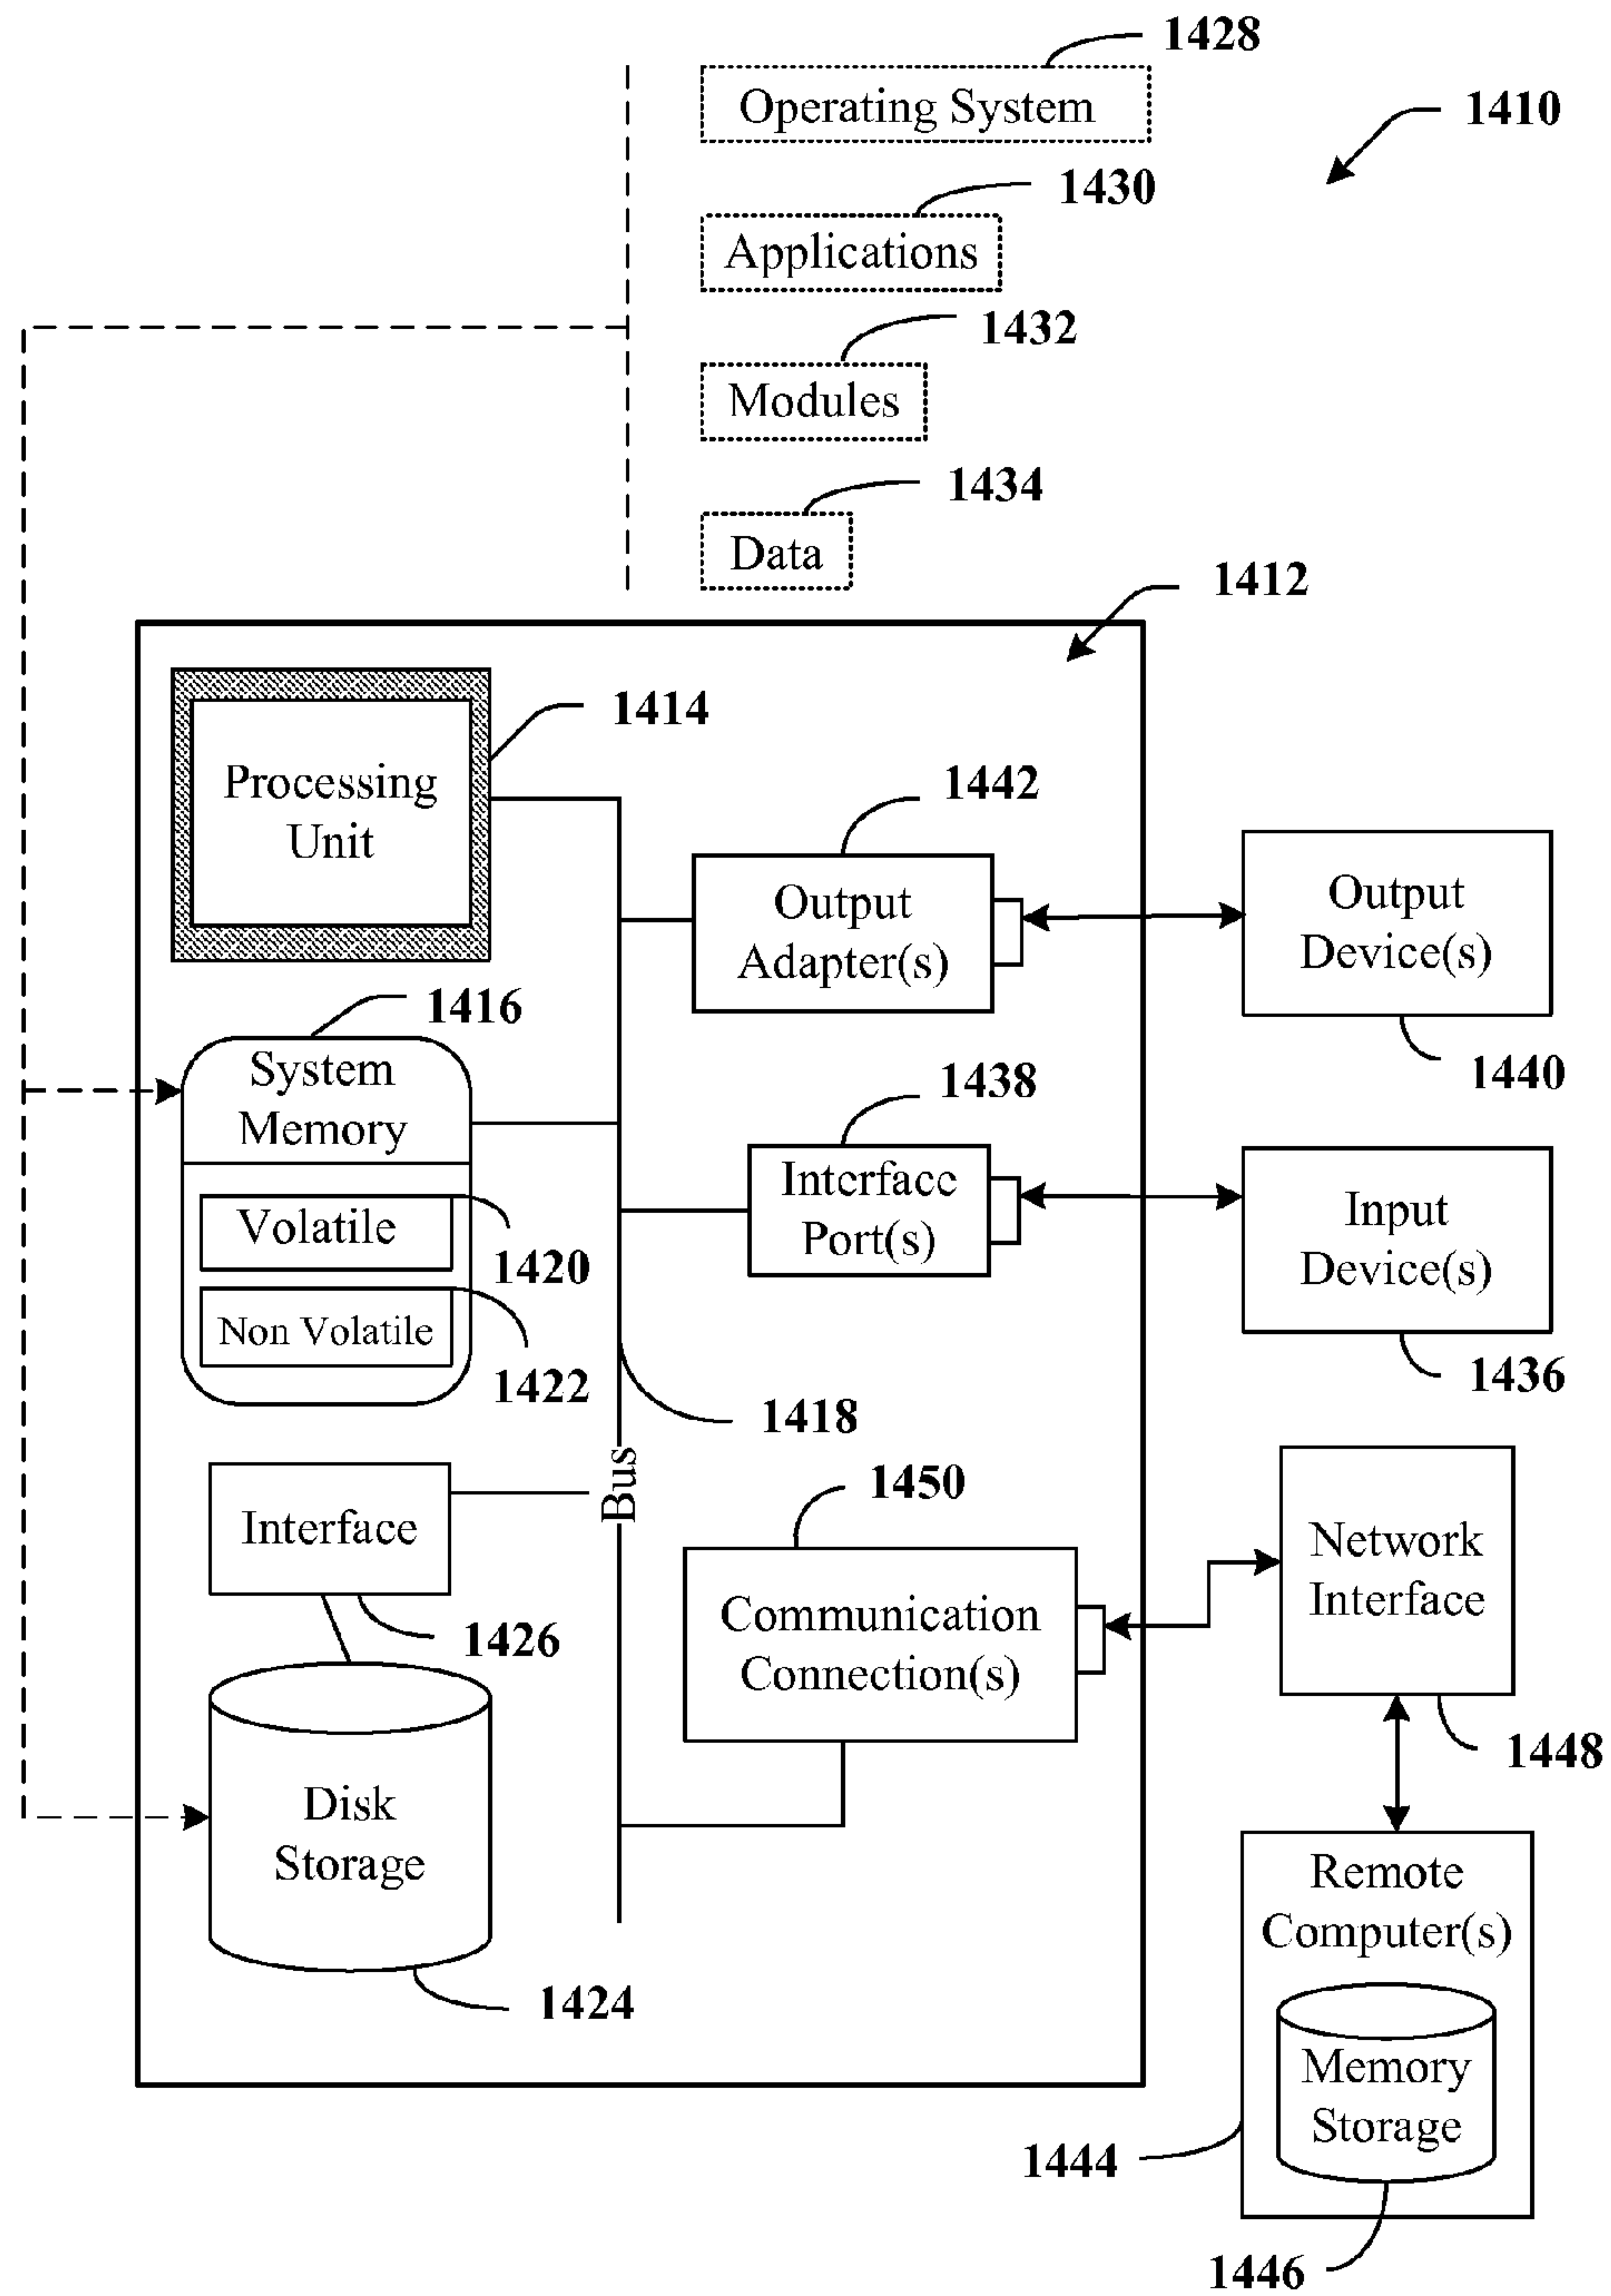 1428
Operating System
1410
1430
Applications
1432
Modules
1434
Data
1412
1414
Processing
Unit
1442
Output
Adapter(s)
Output
Device(s)
1440
1416
System
Memory
1438
Interface
Port(s)
Input
Device(s)
1436
Volatile
1420
Non Volatile
1422
1418
Bus
1450
Interface
1426
Communication
Connection(s)
Network
Interface
1448
Disk
Storage
1424
Remote
Computer(s)
Memory
Storage
1444
1446